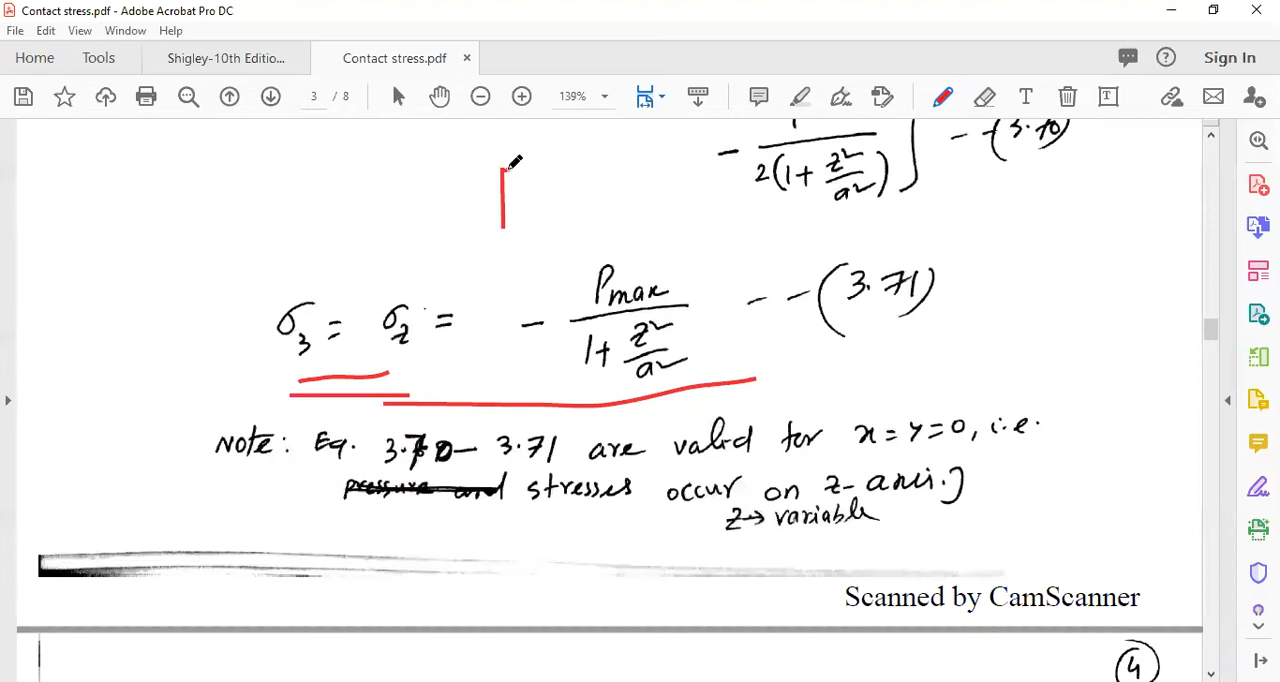 Contact stress.pdf - Adobe Acrobat Pro DC
File Edit View Window Help
Home Tools Shigley-10th Editio... Contact stress.pdf × Sign In
3 / 8 139%
- 1 / 2(1 + z²/a²) ] - - (3.70)
σ3 = σz = - Pmax / 1 + z²/a² - - (3.71)
Note: Eq. 3.70 - 3.71 are valid for x = y = 0, i.e.
pressure and stresses occur on z-axis.]
z → variable
Scanned by CamScanner
4